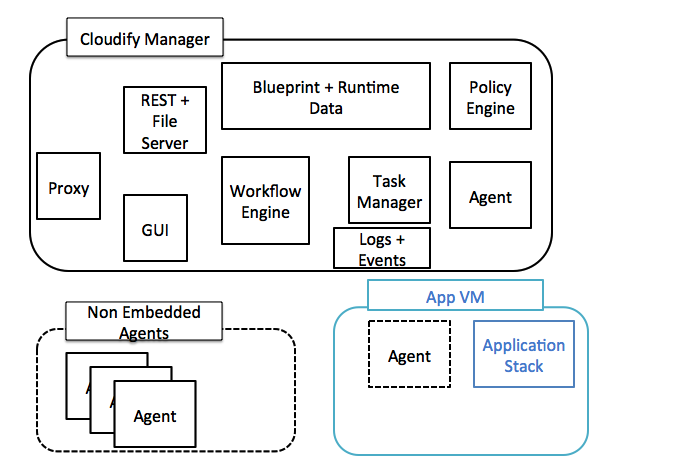 Cloudify Manager
Blueprint + Runtime
Data
Policy
Engine
REST +
File
Server
Proxy
GUI
Workflow
Engine
Task
Manager
Agent
Logs +
Events
Non Embedded
Agents
A
A
Agent
App VM
Agent
Application
Stack